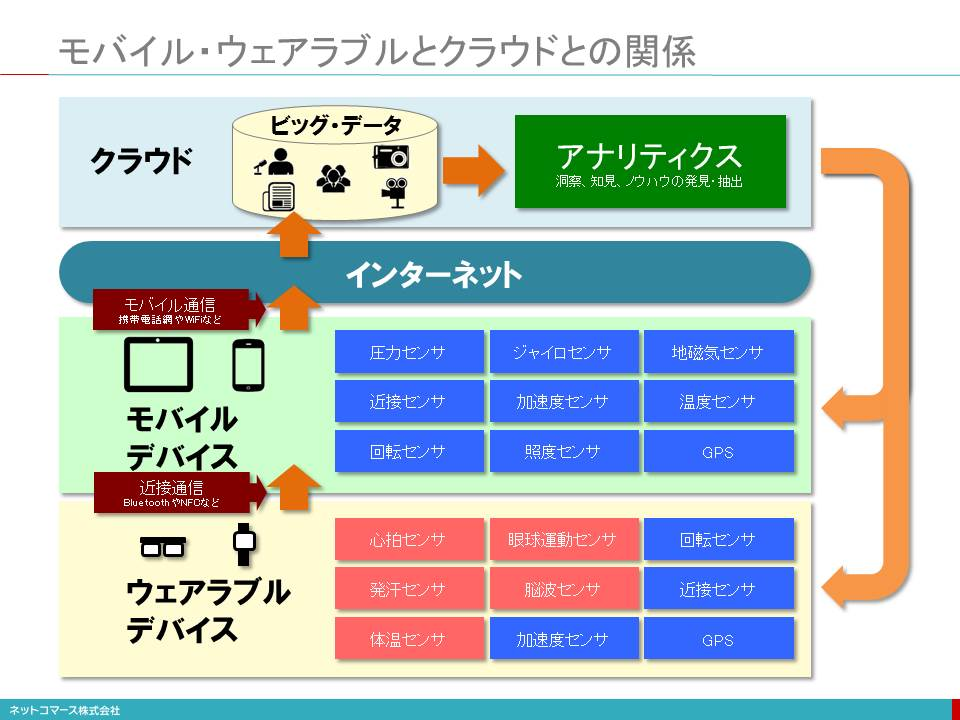 モバイル・ウェアラブルとクラウドとの関係
クラウド
ビッグ・データ
アナリティクス
洞察、知見、ノウハウの発見・抽出
インターネット
モバイル通信
携帯電話網やWiFiなど
モバイル
デバイス
圧力センサ
ジャイロセンサ
地磁気センサ
近接センサ
加速度センサ
温度センサ
回転センサ
照度センサ
GPS
近接通信
BluetoothやNFCなど
ウェアラブル
デバイス
心拍センサ
眼球運動センサ
回転センサ
発汗センサ
脳波センサ
近接センサ
体温センサ
加速度センサ
GPS
ネットコマース株式会社